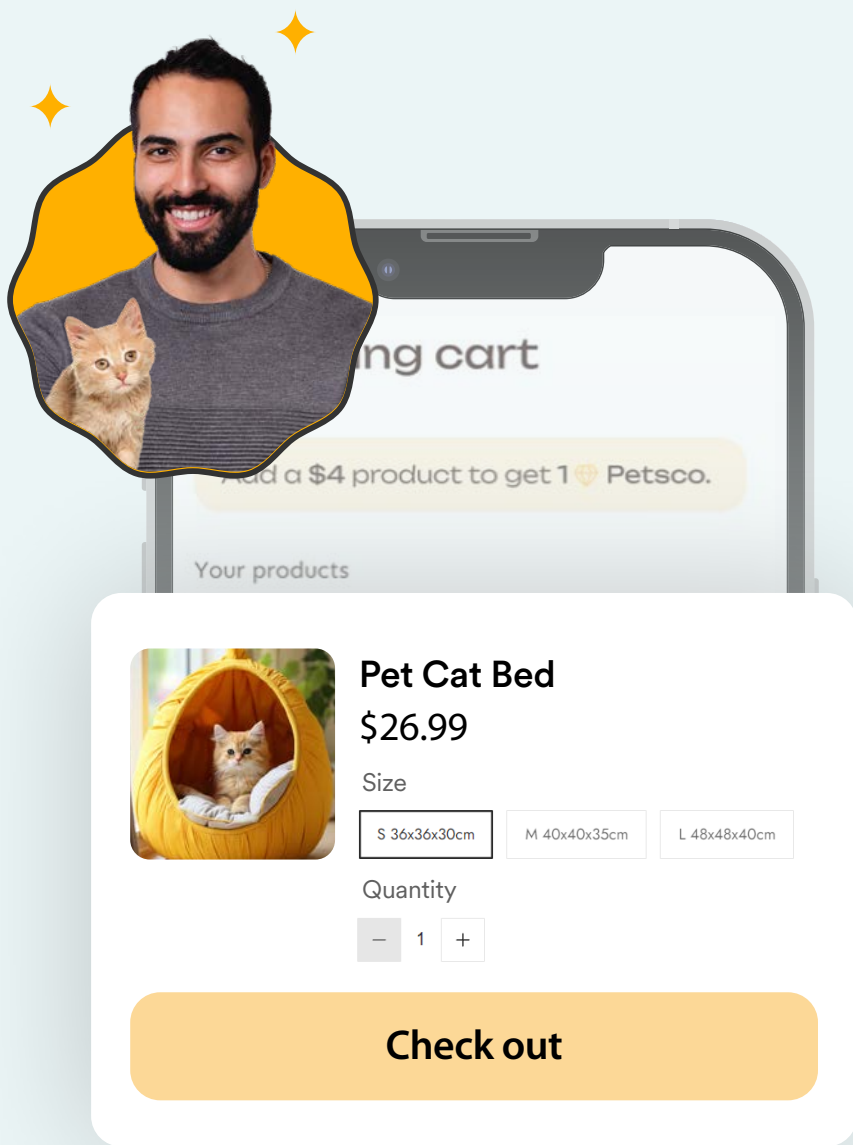 ng cart
Add a $4 product to get 1 Petsco.
Your products
Pet Cat Bed
$26.99
Size
S 36x36x30cm M 40x40x35cm L 48x48x40cm
Quantity
− 1 +
Check out